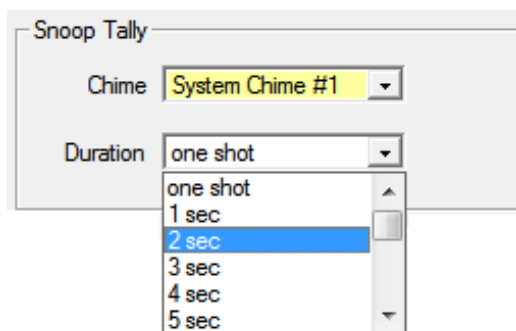 Snoop Tally
Chime System Chime #1
Duration one shot
one shot
1 sec
2 sec
3 sec
4 sec
5 sec